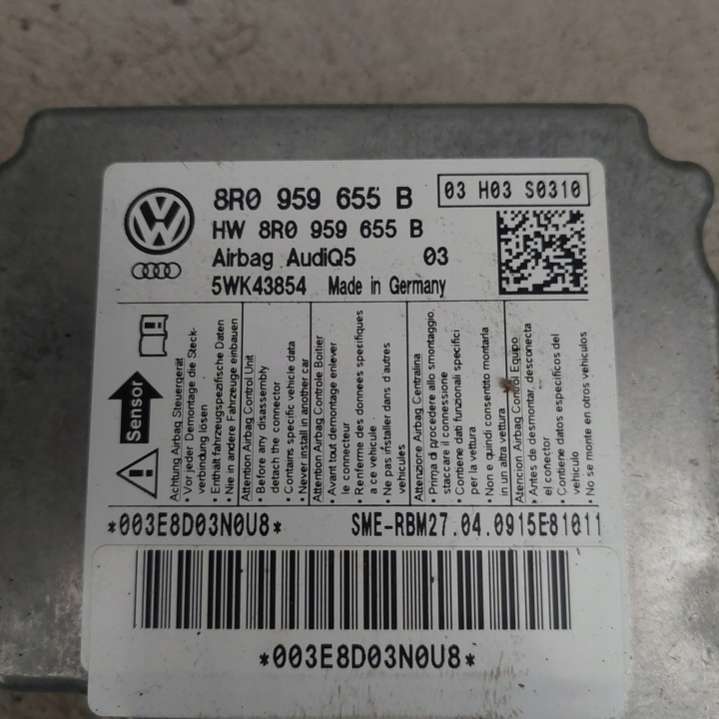 8R0 959 655 B
03 H03 S0310
HW 8R0 959 655 B
Airbag AudiQ5 03
5WK43854 Made in Germany
Sensor
Achtung Airbag Steuergerät
• Vor jeder Demontage die Steck-
verbindung lösen
• Enthält fahrzeugspezifische Daten
• Nie in andere Fahrzeuge einbauen
Attention Airbag Control Unit
• Before any disassembly
detach the connector
• Contains specific vehicle data
• Never install in another car
Attention Airbag Controle Boitier
• Avant tout demontage enlever
le connecteur
• Renferme des donnees specifiques
a ce vehicule
• Ne pas installer dans d'autres
vehicules
Attenzione Airbag Centralina
• Prima di procedere allo smontaggio,
staccare il connessione
• Contiene dati funzionali specifici
per la vettura
• Non e quindi consentito montarla
in un altra vettura
Atencion Airbag Control Equipo
• Antes de desmontar desconecta
el conector
• Contiene datos especificos del
vehiculo
• No se monte en otros vehiculos
*003E8D03N0U8* SME-RBM27.04.0915E81011
*003E8D03N0U8*